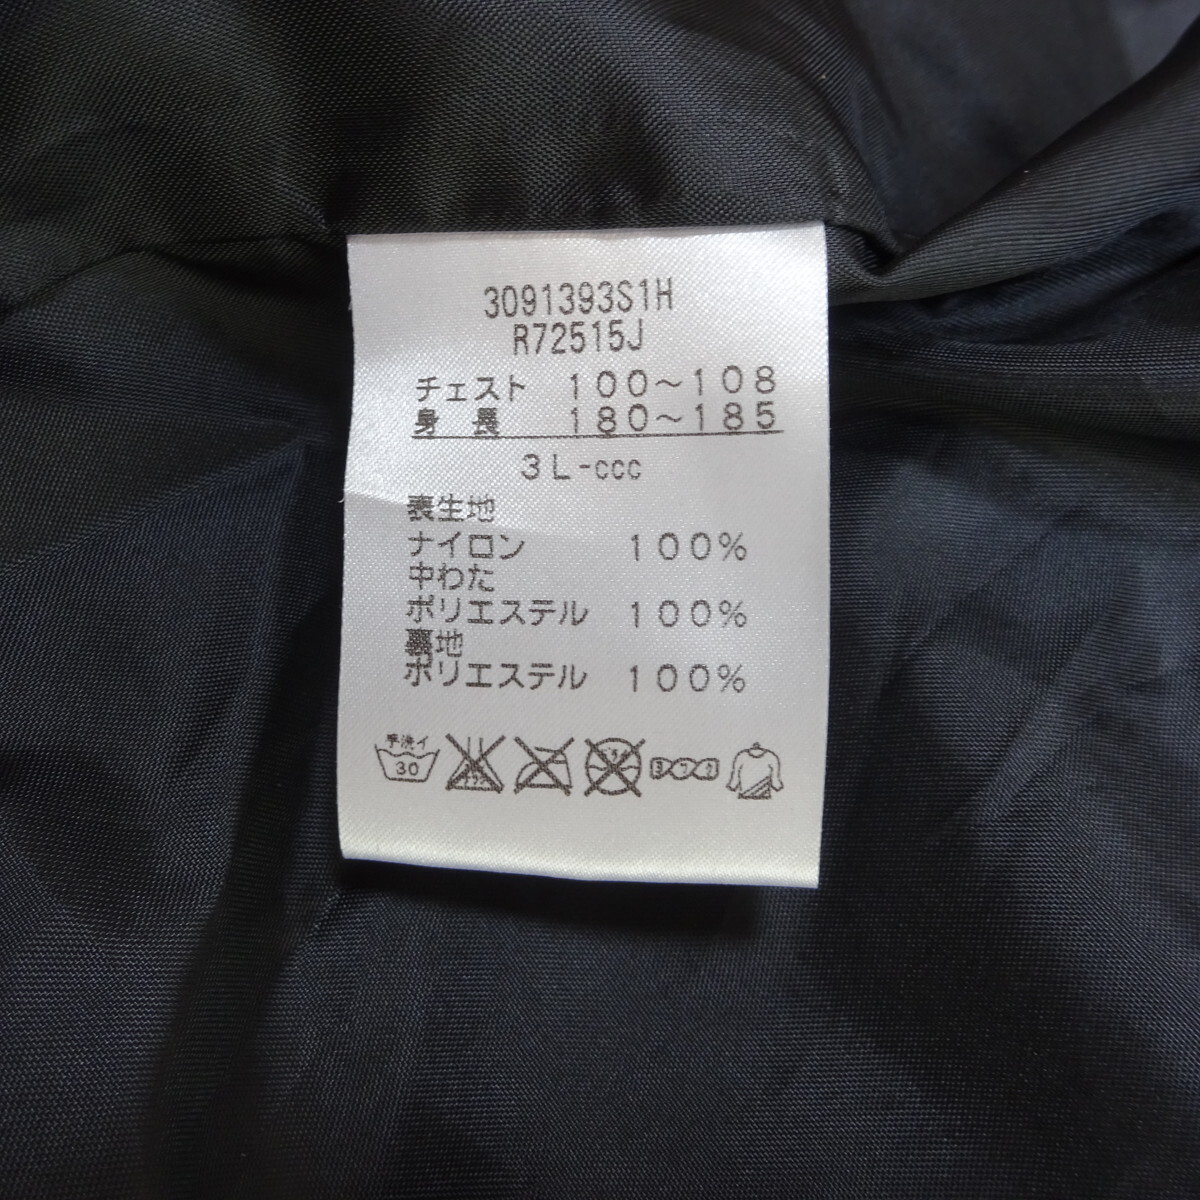 3091393S1H
R72515J
チェスト 100～108
身長 180～185
3L-ccc
表生地
ナイロン 100%
中わた
ポリエステル 100%
裏地
ポリエステル 100%
手洗イ
30